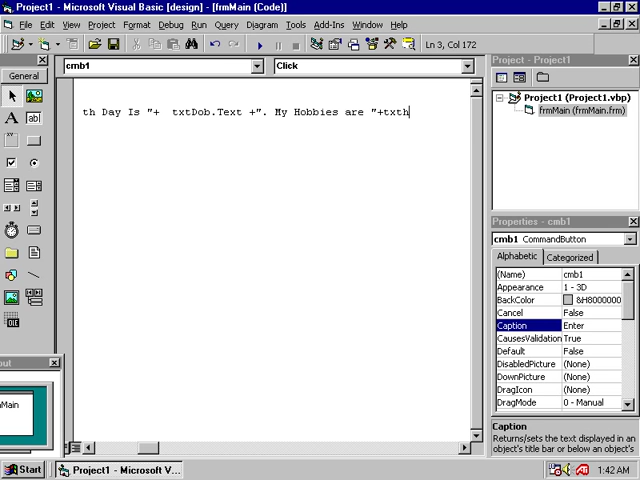 Project1 - Microsoft Visual Basic [design] - [frmMain (Code)]
File Edit View Project Format Debug Run Query Diagram Tools Add-Ins Window Help
Ln 3, Col 172
General
cmb1
Click
th Day Is "+  txtDob.Text +". My Hobbies are "+txth
A
ab|
xy
OLE
out
mMain
Project - Project1
Project1 (Project1.vbp)
frmMain (frmMain.frm)
Properties - cmb1
cmb1 CommandButton
Alphabetic Categorized
(Name) cmb1
Appearance 1 - 3D
BackColor &H8000000
Cancel False
Caption Enter
CausesValidation True
Default False
DisabledPicture (None)
DownPicture (None)
DragIcon (None)
DragMode 0 - Manual
Caption
Returns/sets the text displayed in an
object's title bar or below an object's
Start
Project1 - Microsoft V...
1:42 AM